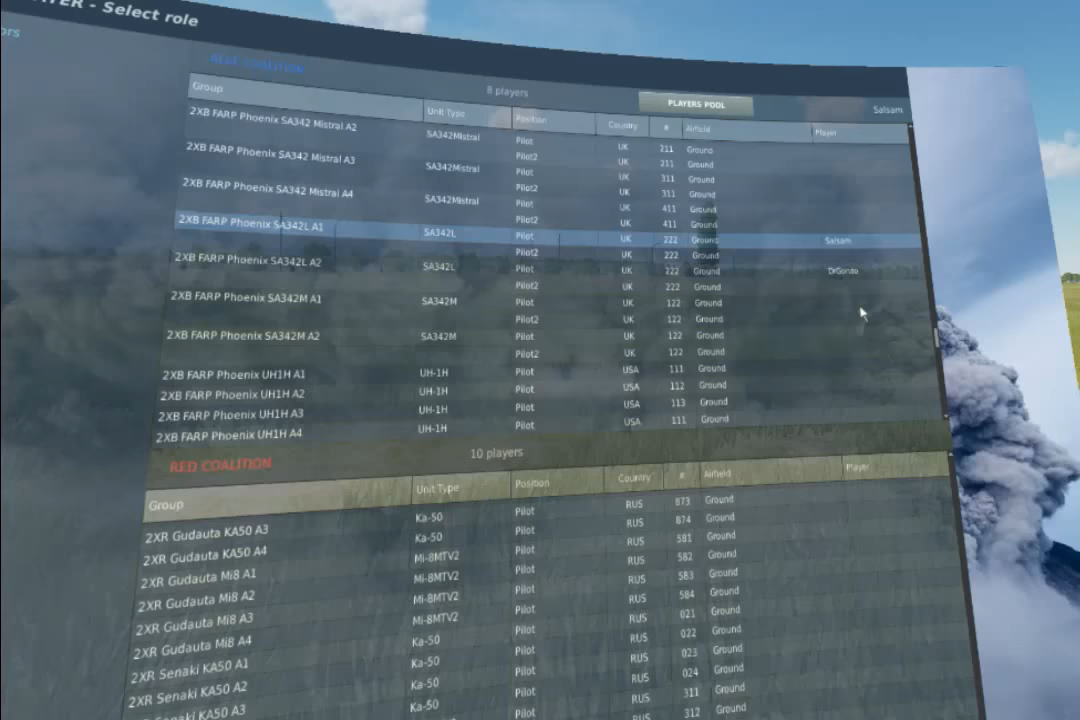 YER - Select role
ors
BLUE COALITION
8 players
PLAYERS POOL
Salsam
Group Unit Type Position Country # Airfield Player
2XB FARP Phoenix SA342 Mistral A2 SA342Mistral Pilot UK 211 Ground
Pilot2 UK 211 Ground
2XB FARP Phoenix SA342 Mistral A3 SA342Mistral Pilot UK 311 Ground
Pilot2 UK 311 Ground
2XB FARP Phoenix SA342 Mistral A4 SA342Mistral Pilot UK 411 Ground
Pilot2 UK 411 Ground
2XB FARP Phoenix SA342L A1 SA342L Pilot UK 222 Ground Salsam
Pilot2 UK 222 Ground
2XB FARP Phoenix SA342L A2 SA342L Pilot UK 222 Ground DrGonzo
Pilot2 UK 222 Ground
2XB FARP Phoenix SA342M A1 SA342M Pilot UK 122 Ground
Pilot2 UK 122 Ground
2XB FARP Phoenix SA342M A2 SA342M Pilot UK 122 Ground
Pilot2 UK 122 Ground
2XB FARP Phoenix UH1H A1 UH-1H Pilot USA 111 Ground
2XB FARP Phoenix UH1H A2 UH-1H Pilot USA 112 Ground
2XB FARP Phoenix UH1H A3 UH-1H Pilot USA 113 Ground
2XB FARP Phoenix UH1H A4 UH-1H Pilot USA 111 Ground
RED COALITION
10 players
Group Unit Type Position Country # Airfield Player
2XR Gudauta KA50 A3 Ka-50 Pilot RUS 873 Ground
2XR Gudauta KA50 A4 Ka-50 Pilot RUS 874 Ground
2XR Gudauta Mi8 A1 Mi-8MTV2 Pilot RUS 581 Ground
2XR Gudauta Mi8 A2 Mi-8MTV2 Pilot RUS 582 Ground
2XR Gudauta Mi8 A3 Mi-8MTV2 Pilot RUS 583 Ground
2XR Gudauta Mi8 A4 Mi-8MTV2 Pilot RUS 584 Ground
2XR Senaki KA50 A1 Ka-50 Pilot RUS 021 Ground
2XR Senaki KA50 A2 Ka-50 Pilot RUS 022 Ground
2XR Senaki KA50 A3 Ka-50 Pilot RUS 023 Ground
Ka-50 Pilot RUS 024 Ground
Pilot RUS 311 Ground
Pilot RUS 312 Ground